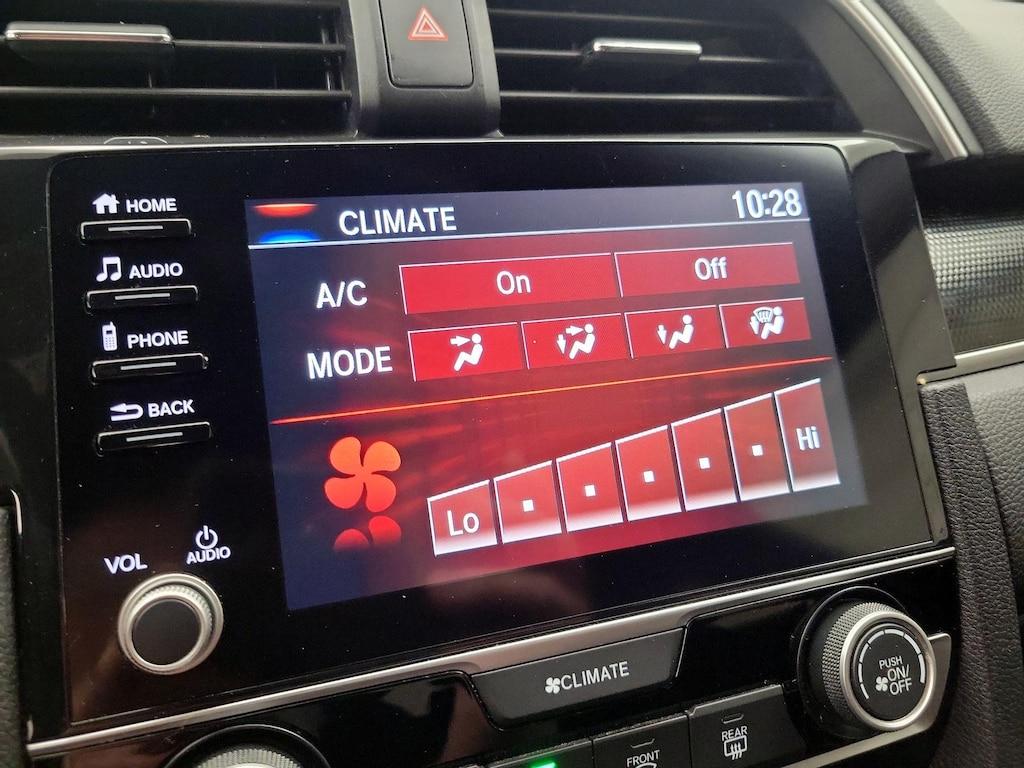 HOME
AUDIO
PHONE
BACK
VOL
AUDIO
CLIMATE 10:28
A/C On Off
MODE
Lo Hi
CLIMATE
PUSH
ON/
OFF
FRONT
REAR